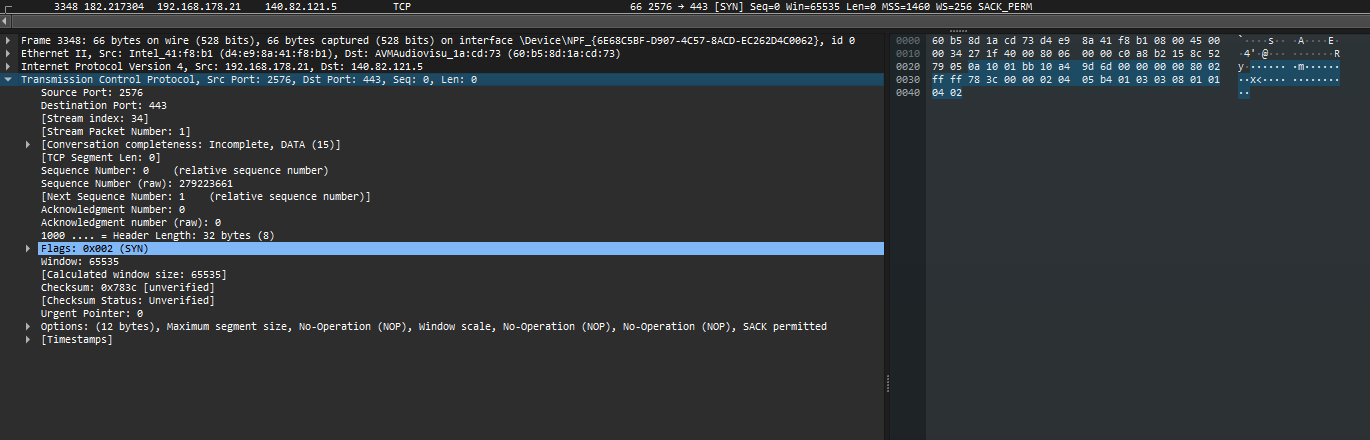 3348 182.217304 192.168.178.21 140.82.121.5 TCP 66 2576 → 443 [SYN] Seq=0 Win=65535 Len=0 MSS=1460 WS=256 SACK_PERM
Frame 3348: 66 bytes on wire (528 bits), 66 bytes captured (528 bits) on interface \Device\NPF_{6E68C5BF-D907-4C57-8ACD-EC262D4C0062}, id 0
Ethernet II, Src: Intel_41:f8:b1 (d4:e9:8a:41:f8:b1), Dst: AVMAudiovisu_1a:cd:73 (60:b5:8d:1a:cd:73)
Internet Protocol Version 4, Src: 192.168.178.21, Dst: 140.82.121.5
Transmission Control Protocol, Src Port: 2576, Dst Port: 443, Seq: 0, Len: 0
Source Port: 2576
Destination Port: 443
[Stream index: 34]
[Stream Packet Number: 1]
[Conversation completeness: Incomplete, DATA (15)]
[TCP Segment Len: 0]
Sequence Number: 0 (relative sequence number)
Sequence Number (raw): 279223661
[Next Sequence Number: 1 (relative sequence number)]
Acknowledgment Number: 0
Acknowledgment number (raw): 0
1000 .... = Header Length: 32 bytes (8)
Flags: 0x002 (SYN)
Window: 65535
[Calculated window size: 65535]
Checksum: 0x783c [unverified]
[Checksum Status: Unverified]
Urgent Pointer: 0
Options: (12 bytes), Maximum segment size, No-Operation (NOP), Window scale, No-Operation (NOP), No-Operation (NOP), SACK permitted
[Timestamps]
0000 60 b5 8d 1a cd 73 d4 e9 8a 41 f8 b1 08 00 45 00 `····s·· ·A····E·
0010 00 34 27 1f 40 00 80 06 00 00 c0 a8 b2 15 8c 52 ·4'·@··· ·······R
0020 79 05 0a 10 01 bb 10 a4 9d 6d 00 00 00 00 80 02 y······· ·m······
0030 ff ff 78 3c 00 00 02 04 05 b4 01 03 03 08 01 01 ··x<···· ········
0040 04 02 ··